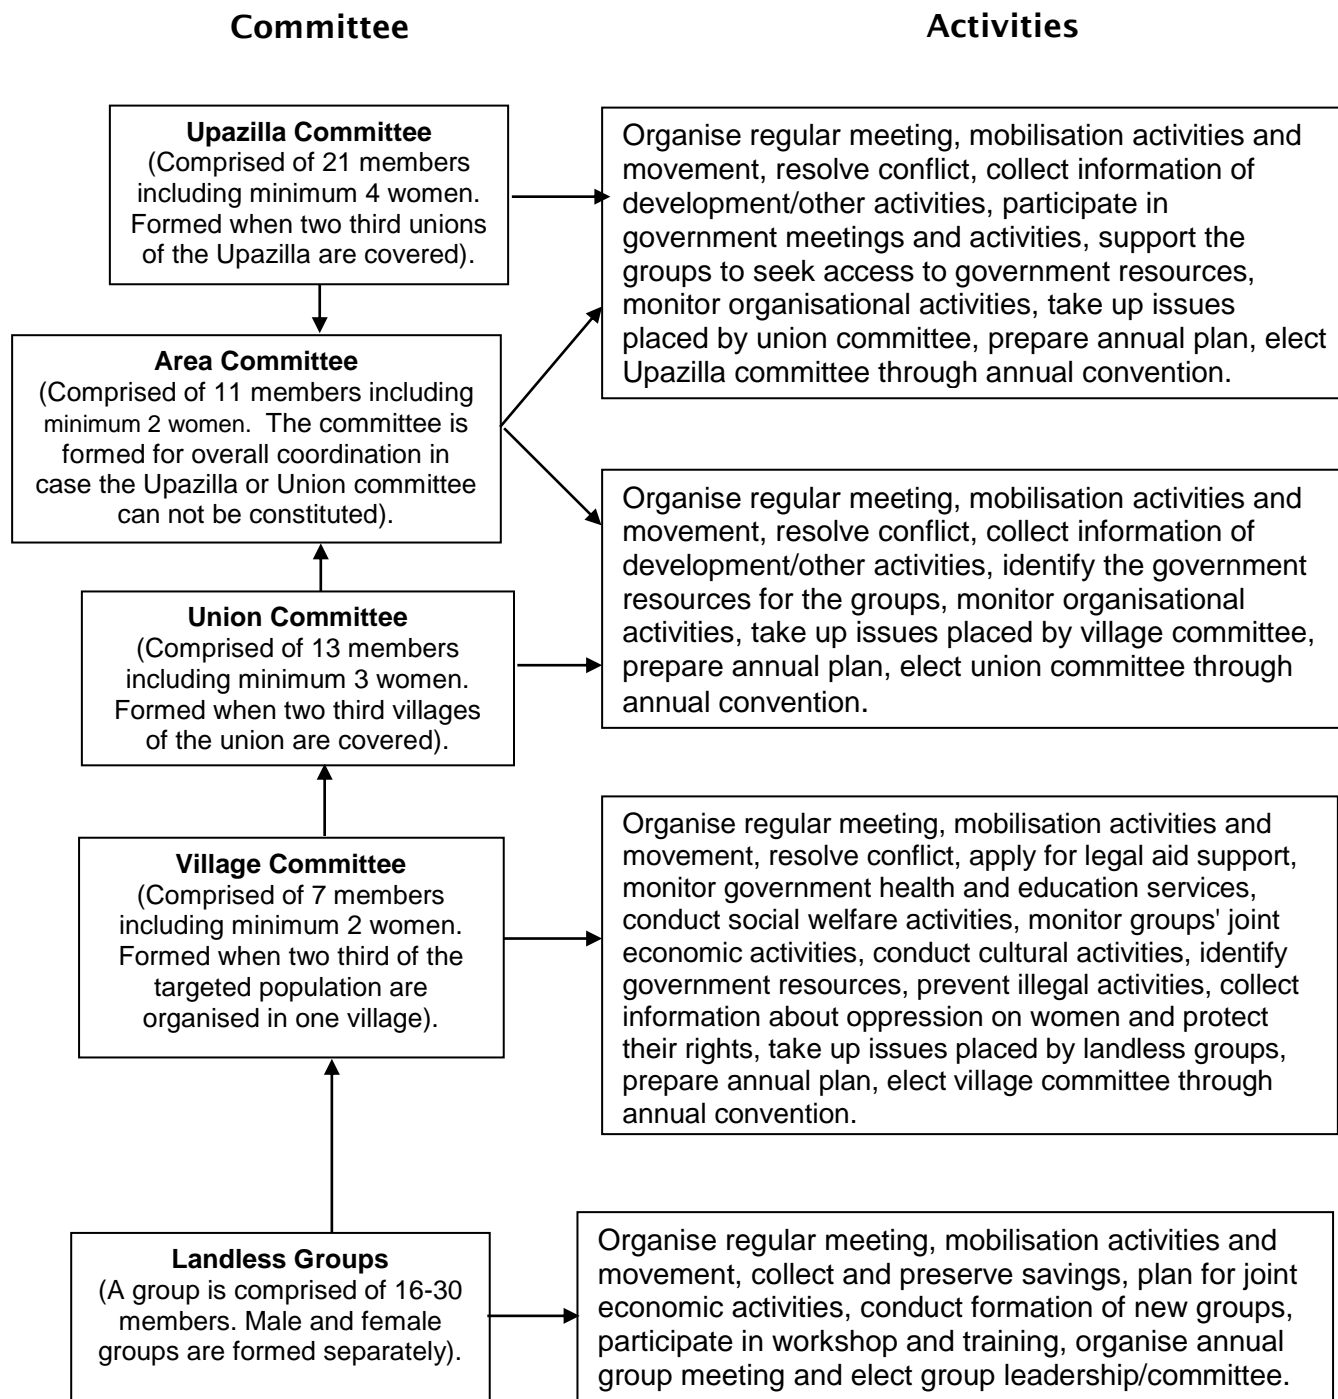 Committee
Activities
Upazilla Committee
(Comprised of 21 members
including minimum 4 women.
Formed when two third unions
of the Upazilla are covered).
Organise regular meeting, mobilisation activities and
movement, resolve conflict, collect information of
development/other activities, participate in
government meetings and activities, support the
groups to seek access to government resources,
monitor organisational activities, take up issues
placed by union committee, prepare annual plan, elect
Upazilla committee through annual convention.
Area Committee
(Comprised of 11 members including
minimum 2 women. The committee is
formed for overall coordination in
case the Upazilla or Union committee
can not be constituted).
Organise regular meeting, mobilisation activities and
movement, resolve conflict, collect information of
development/other activities, identify the government
resources for the groups, monitor organisational
activities, take up issues placed by village committee,
prepare annual plan, elect union committee through
annual convention.
Union Committee
(Comprised of 13 members
including minimum 3 women.
Formed when two third villages
of the union are covered).
Village Committee
(Comprised of 7 members
including minimum 2 women.
Formed when two third of the
targeted population are
organised in one village).
Organise regular meeting, mobilisation activities and
movement, resolve conflict, apply for legal aid support,
monitor government health and education services,
conduct social welfare activities, monitor groups' joint
economic activities, conduct cultural activities, identify
government resources, prevent illegal activities, collect
information about oppression on women and protect
their rights, take up issues placed by landless groups,
prepare annual plan, elect village committee through
annual convention.
Landless Groups
(A group is comprised of 16-30
members. Male and female
groups are formed separately).
Organise regular meeting, mobilisation activities and
movement, collect and preserve savings, plan for joint
economic activities, conduct formation of new groups,
participate in workshop and training, organise annual
group meeting and elect group leadership/committee.